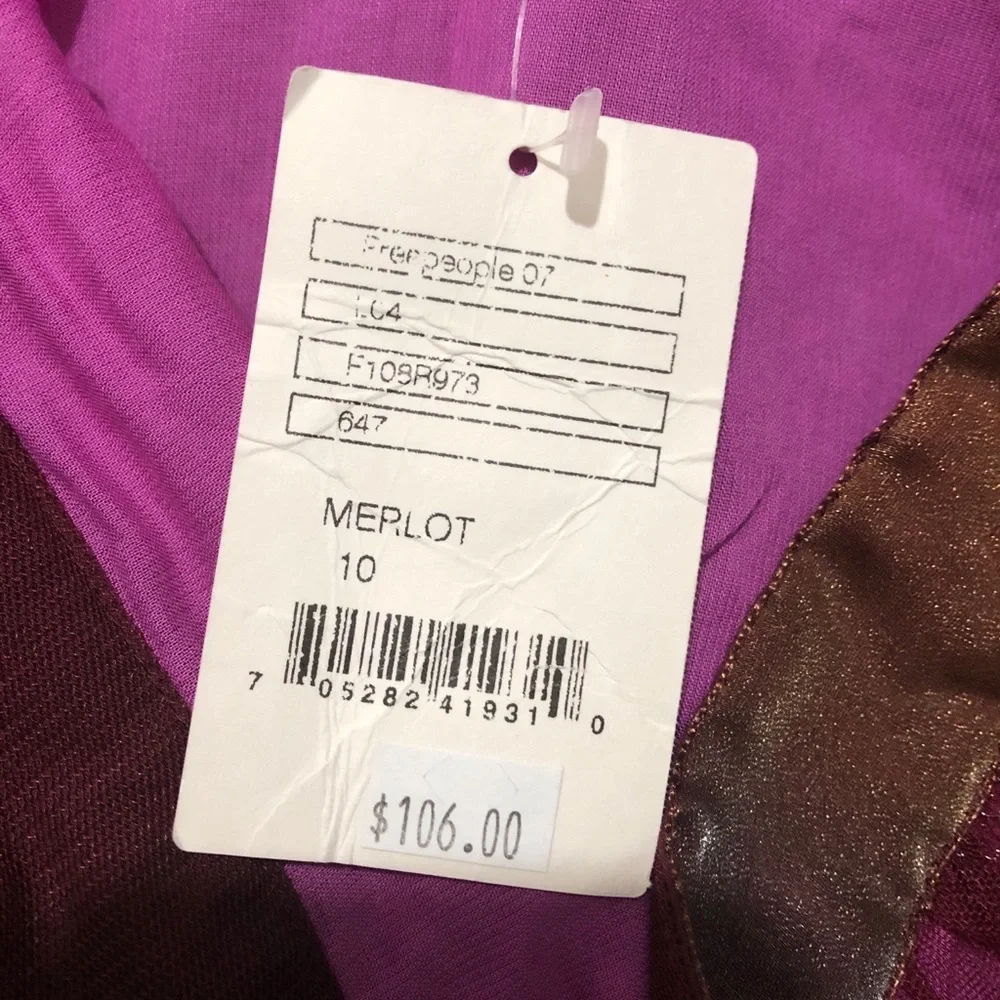 Freepeople 07
L04
F108R973
647
MERLOT
10
7 05282 41931 0
$106.00